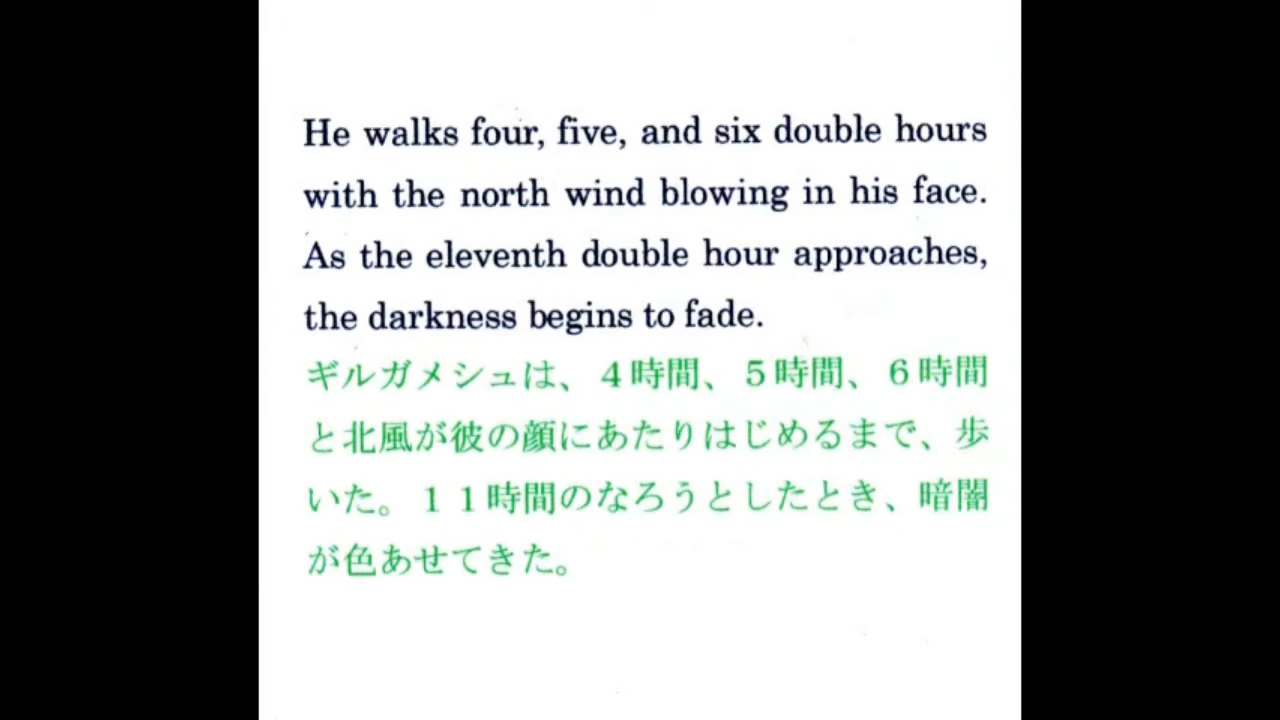 He walks four, five, and six double hours
with the north wind blowing in his face.
As the eleventh double hour approaches,
the darkness begins to fade.
ギルガメシュは、４時間、５時間、６時間
と北風が彼の顔にあたりはじめるまで、歩
いた。１１時間のなろうとしたとき、暗闇
が色あせてきた。